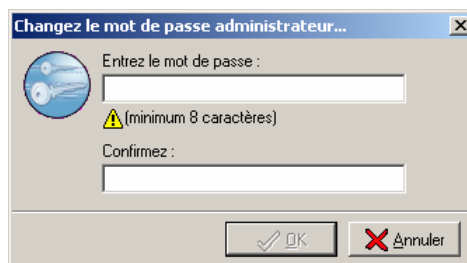 Changez le mot de passe administrateur...
Entrez le mot de passe :
(minimum 8 caractères)
Confirmez :
OK
Annuler